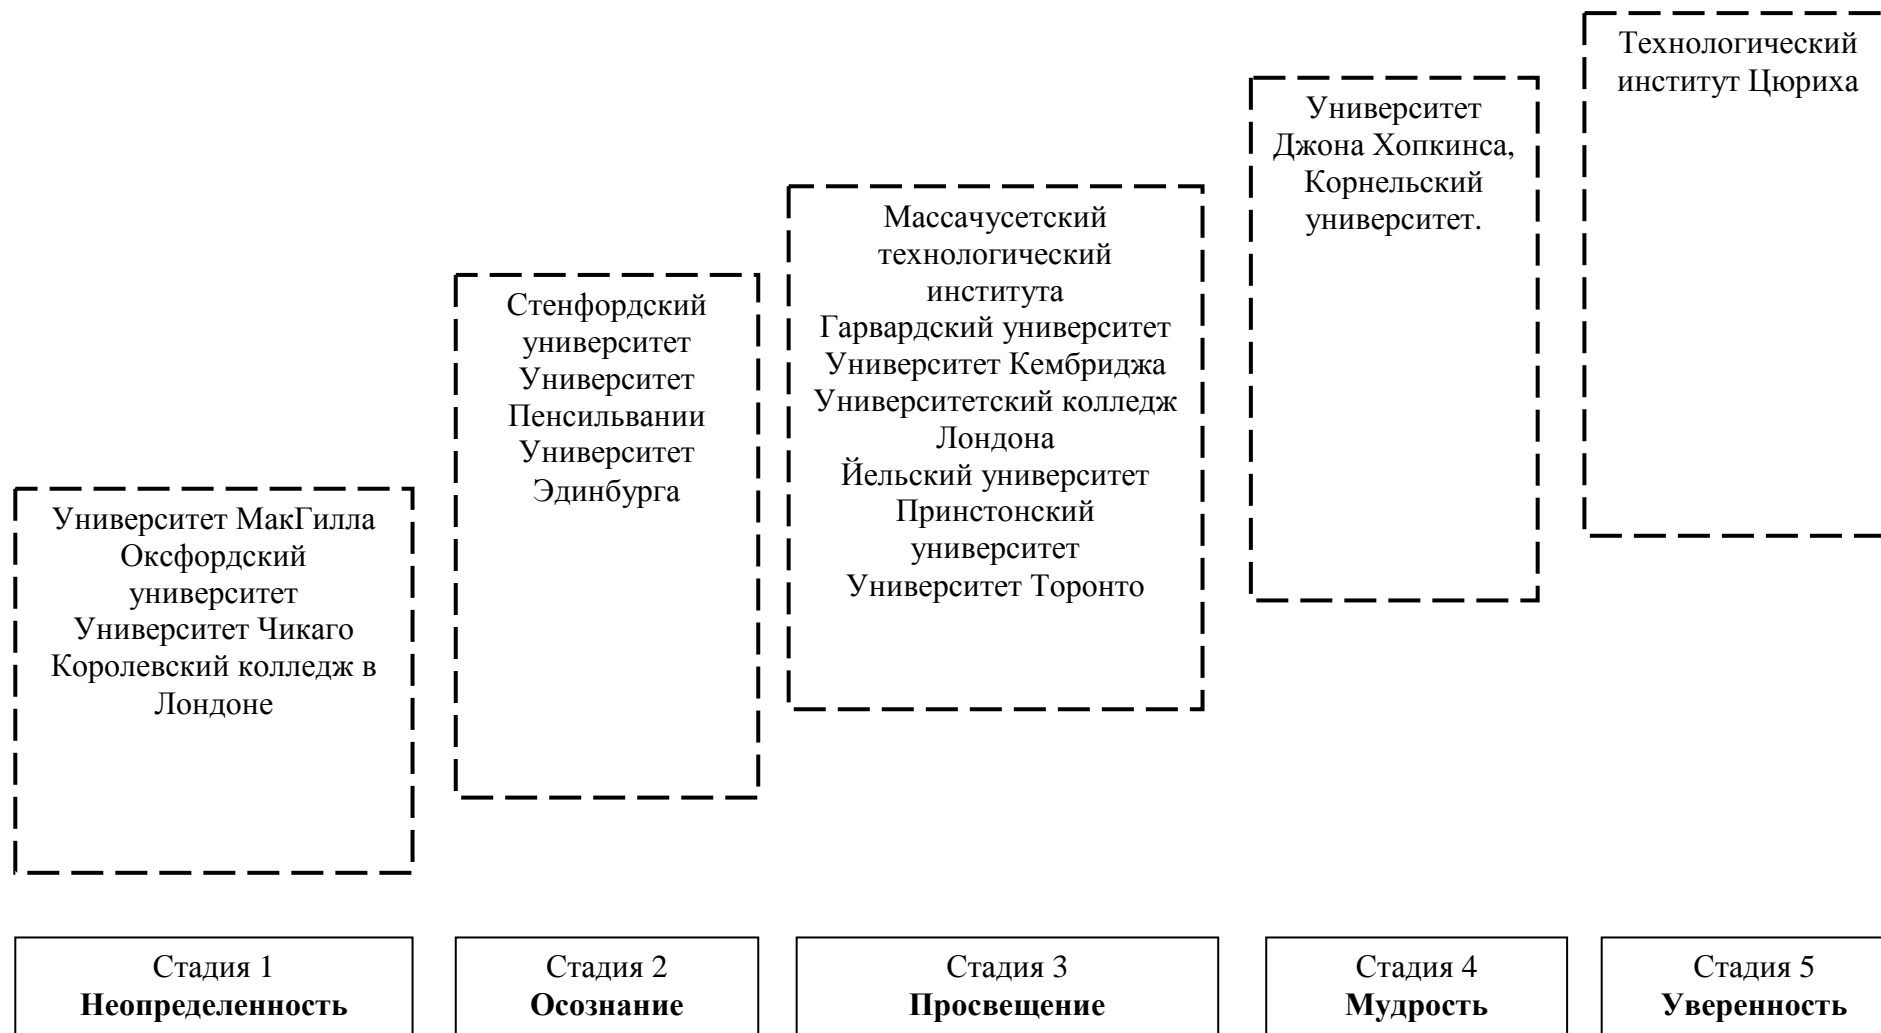 Университет МакГилла
Оксфордский
университет
Университет Чикаго
Королевский колледж в
Лондоне
Стенфордский
университет
Университет
Пенсильвании
Университет
Эдинбурга
Массачусетский
технологический
института
Гарвардский университет
Университет Кембриджа
Университетский колледж
Лондона
Йельский университет
Принстонский
университет
Университет Торонто
Университет
Джона Хопкинса,
Корнельский
университет.
Технологический
институт Цюриха
Стадия 1
Неопределенность
Стадия 2
Осознание
Стадия 3
Просвещение
Стадия 4
Мудрость
Стадия 5
Уверенность